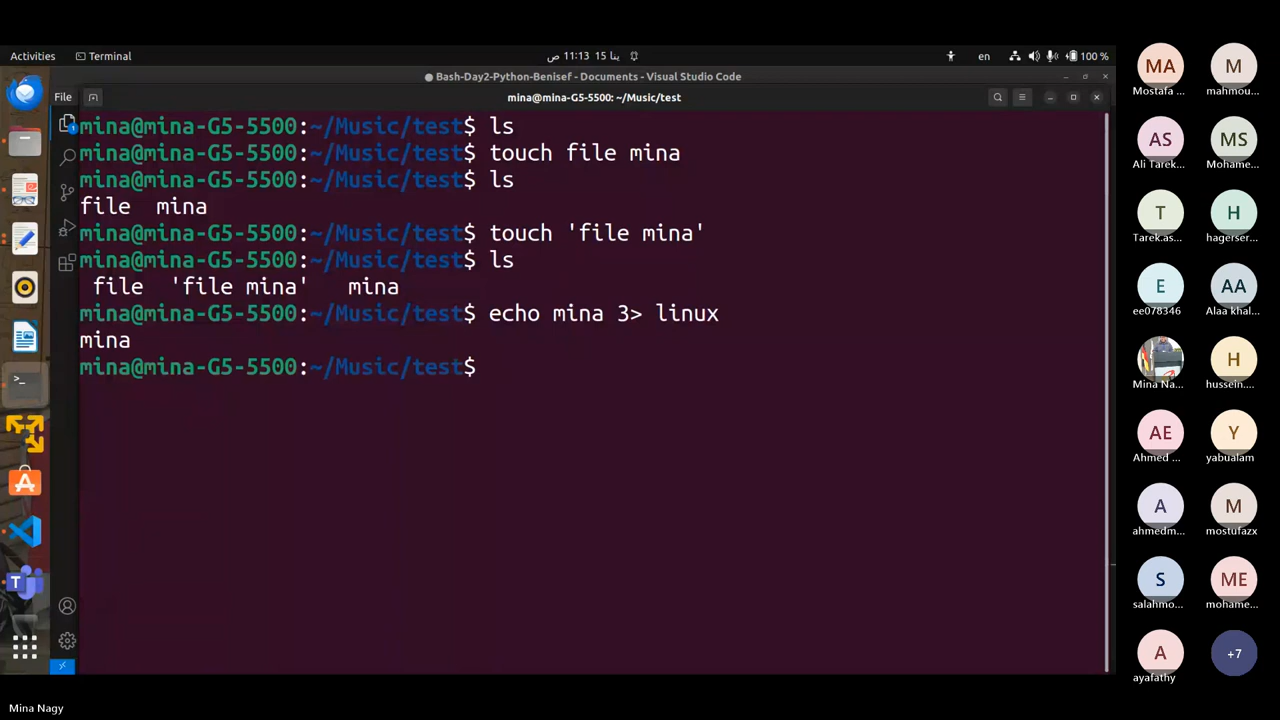 Activities
Terminal
11:13 ‎15 يناير ص
en
100 %
Bash-Day2-Python-Benisef - Documents - Visual Studio Code
File
mina@mina-G5-5500: ~/Music/test
mina@mina-G5-5500:~/Music/test$ ls
mina@mina-G5-5500:~/Music/test$ touch file mina
mina@mina-G5-5500:~/Music/test$ ls
file  mina
mina@mina-G5-5500:~/Music/test$ touch 'file mina'
mina@mina-G5-5500:~/Music/test$ ls
file  'file mina'   mina
mina@mina-G5-5500:~/Music/test$ echo mina 3> linux
mina
mina@mina-G5-5500:~/Music/test$
MA
Mostafa ...
M
mahmou...
AS
Ali Tarek...
MS
Mohame...
T
Tarek.as...
H
hagerser...
E
ee078346
AA
Alaa khal...
Mina Na...
H
hussein....
AE
Ahmed ...
Y
yabualam
A
ahmedm...
M
mostufazx
S
salahmo...
ME
mohame...
A
ayafathy
+7
Mina Nagy